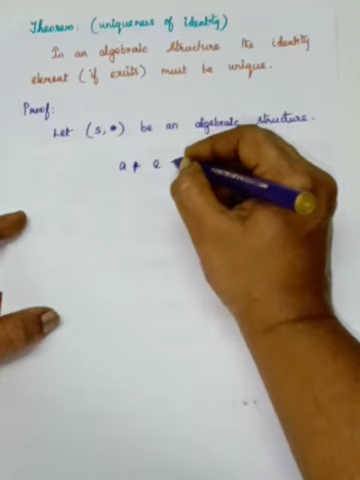 Theorem: (uniqueness of identity)
In an algebraic structure the identity
element (if exists) must be unique.
Proof:
Let (S, *) be an algebraic structure.
a * e